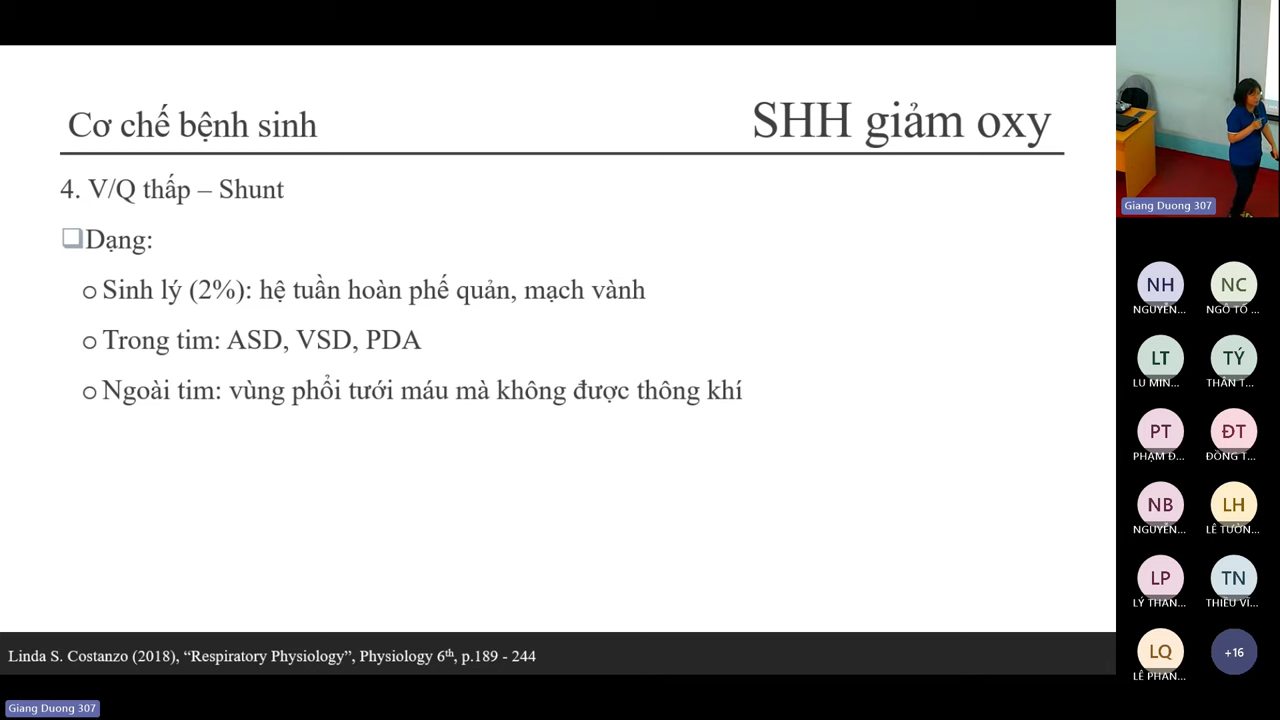 Cơ chế bệnh sinh
SHH giảm oxy
4. V/Q thấp – Shunt
❑Dạng:
o Sinh lý (2%): hệ tuần hoàn phế quản, mạch vành
o Trong tim: ASD, VSD, PDA
o Ngoài tim: vùng phổi tưới máu mà không được thông khí
Linda S. Costanzo (2018), “Respiratory Physiology”, Physiology 6th, p.189 - 244
Giang Duong 307
Giang Duong 307
NH
NGUYỄN...
NC
NGÔ TỐ ...
LT
LU MIN...
TÝ
THÂN T...
PT
PHẠM Đ...
ĐT
ĐỒNG T...
NB
NGUYỄN...
LH
LÊ TƯỜN...
LP
LÝ THAN...
TN
THIỀU VĨ...
LQ
LÊ PHAN...
+16